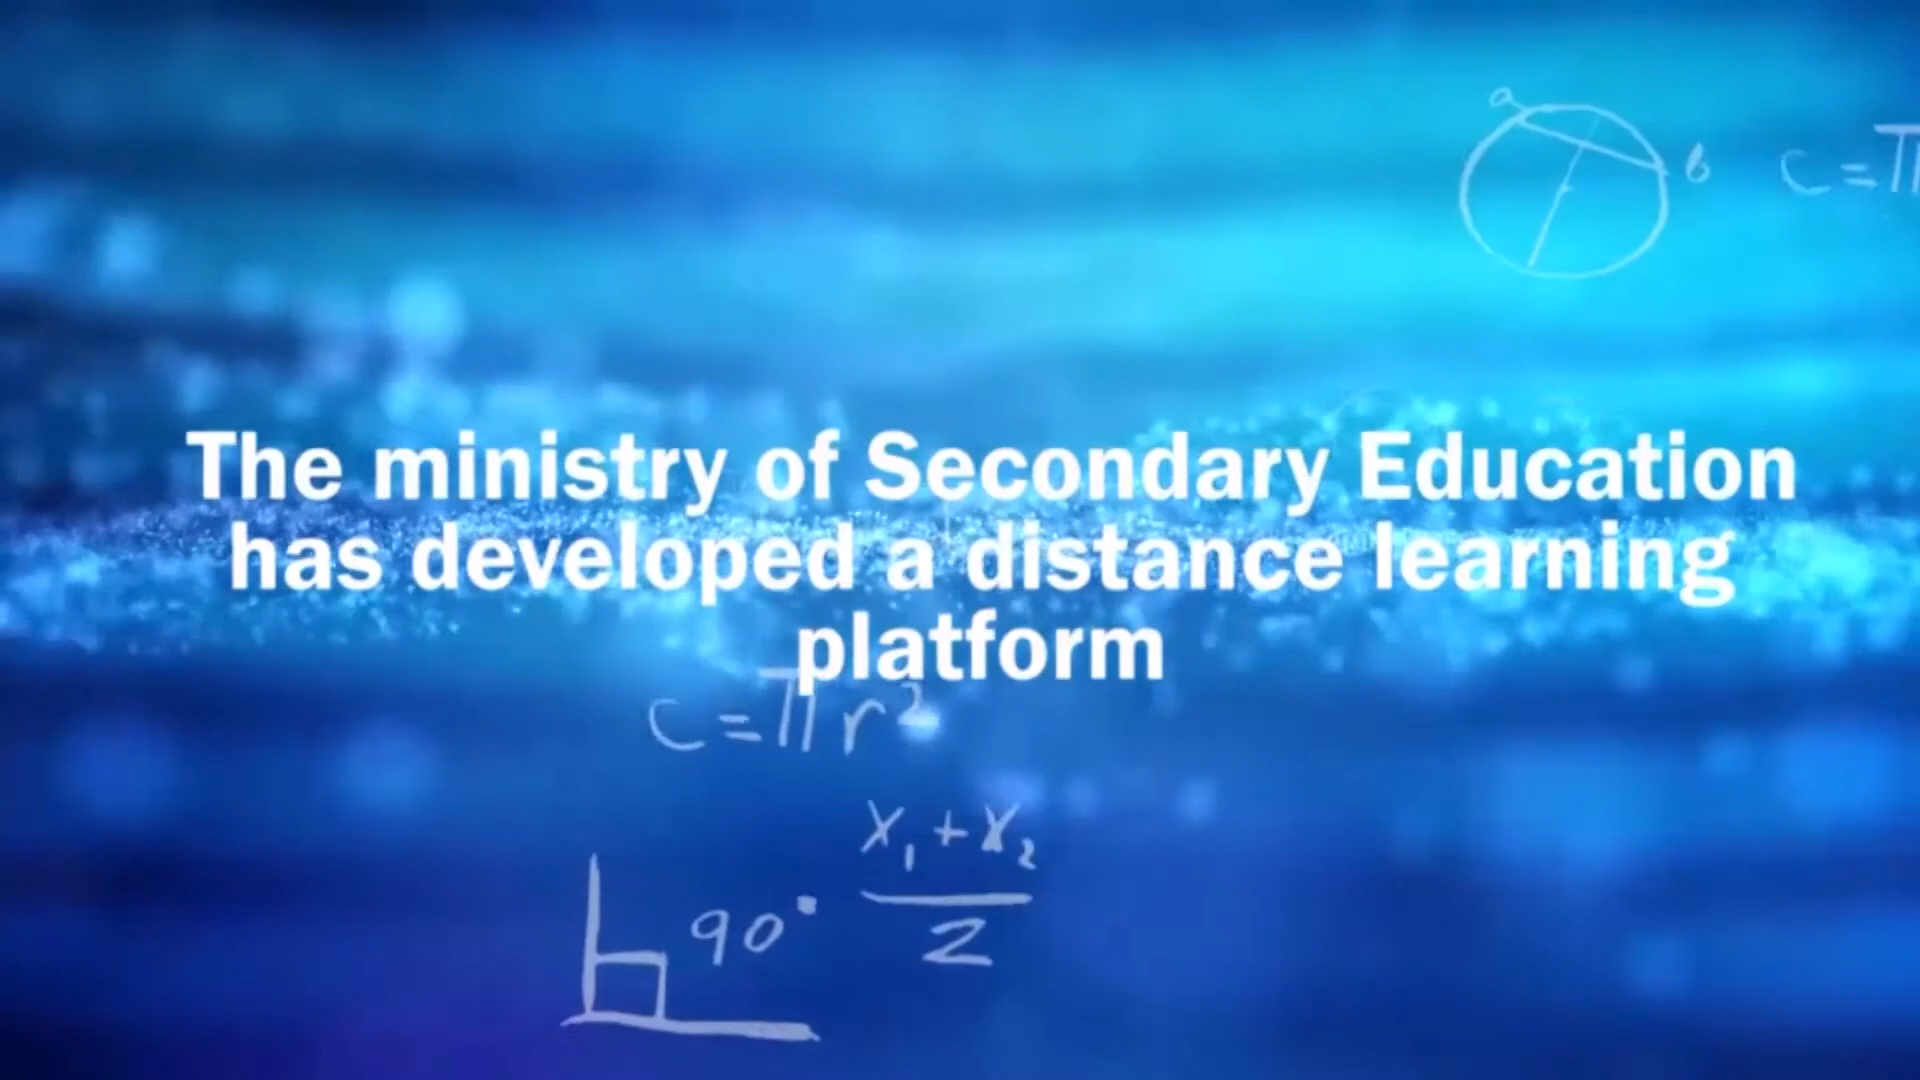 a
b C=π
The ministry of Secondary Education
has developed a distance learning
platform
C=πr²
x₁+x₂
90°
2